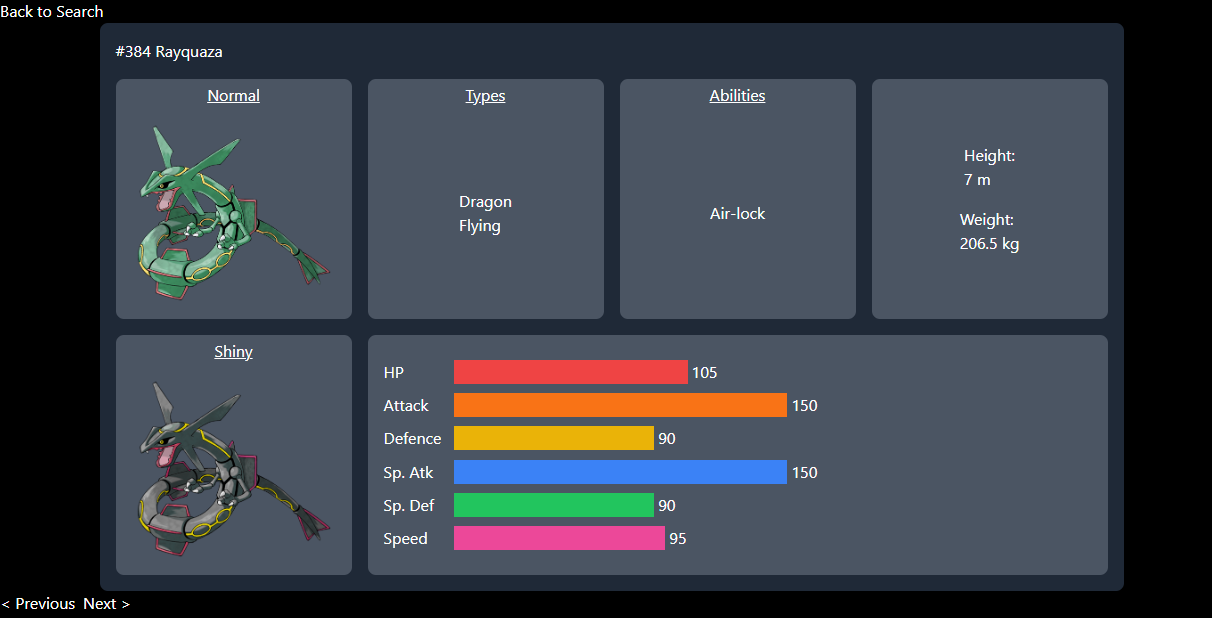 Back to Search
#384 Rayquaza
Normal
Types
Dragon
Flying
Abilities
Air-lock
Height:
7 m
Weight:
206.5 kg
Shiny
HP 105
Attack 150
Defence 90
Sp. Atk 150
Sp. Def 90
Speed 95
< Previous Next >